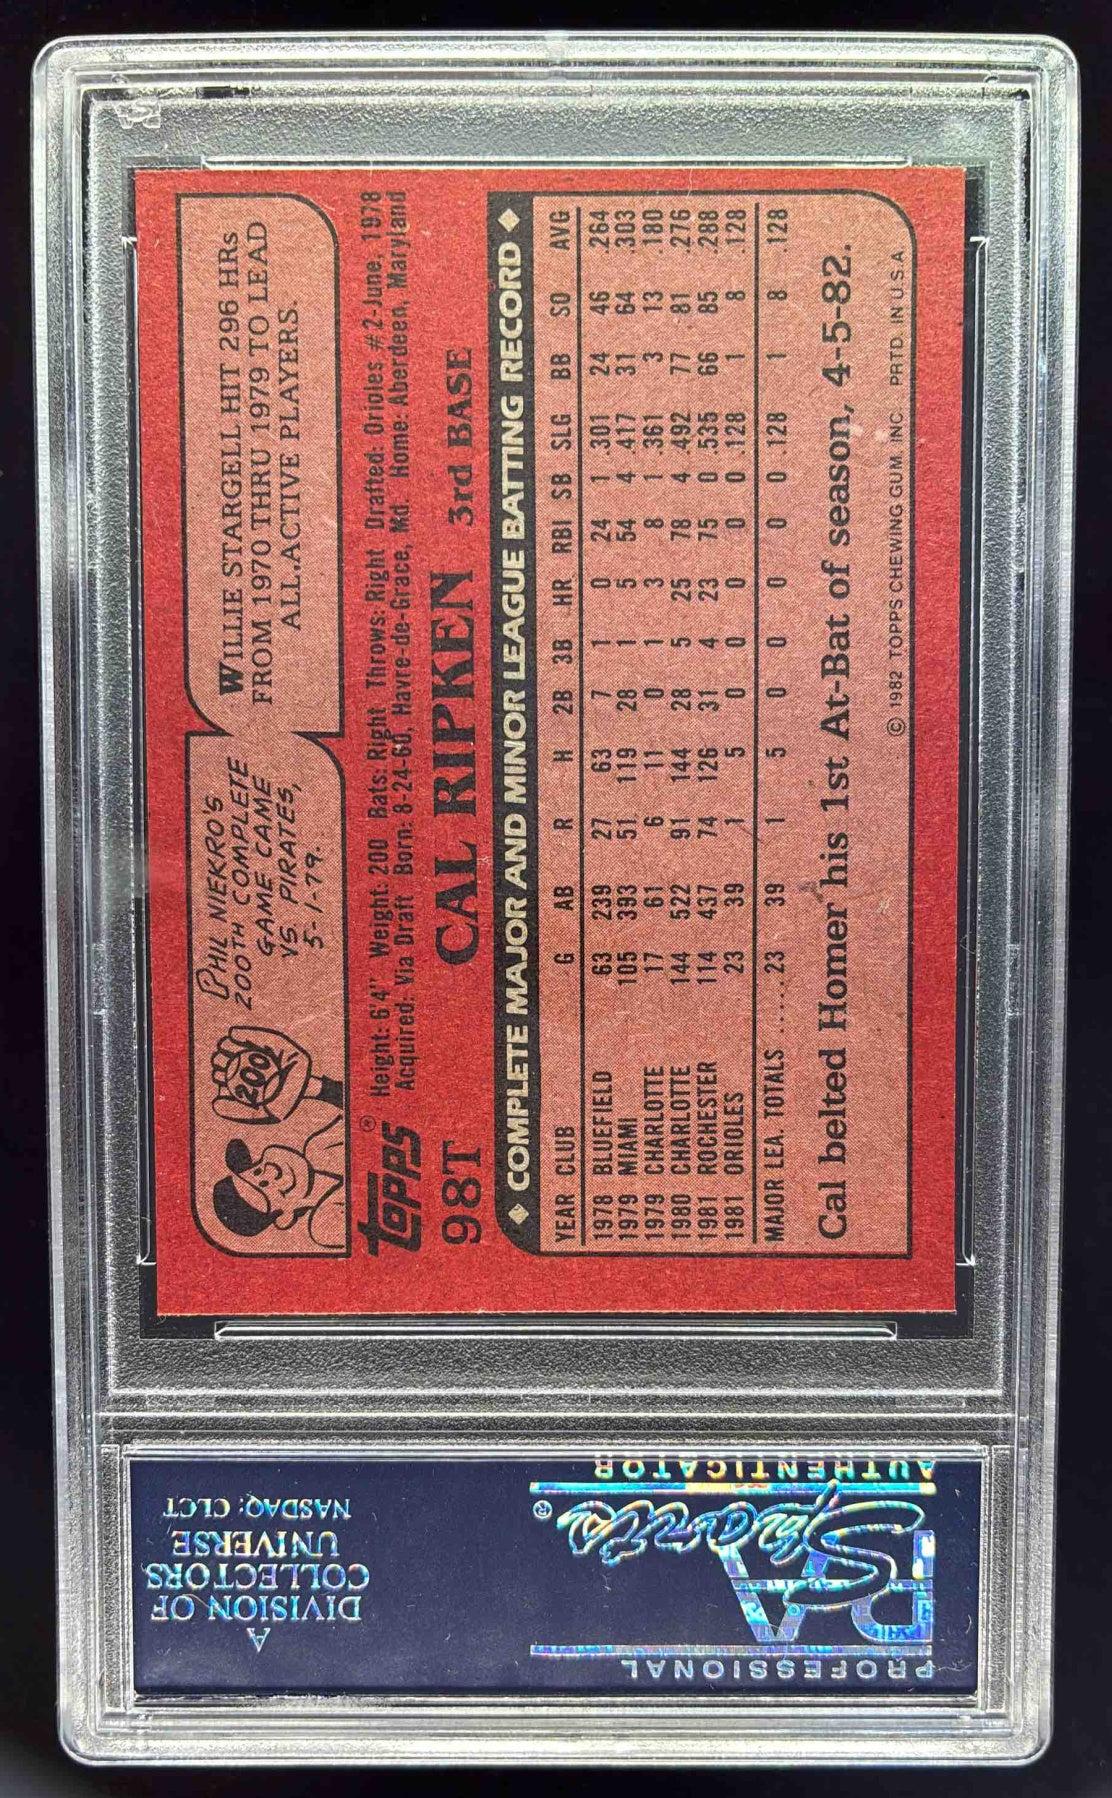 PHIL NIEKRO'S
200TH COMPLETE
GAME CAME
VS. PIRATES,
5-1-79.
200
WILLIE STARGELL HIT 296 HRs
FROM 1970 THRU 1979 TO LEAD
ALL ACTIVE PLAYERS.
topps®
Height: 6'4" Weight: 200 Bats: Right Throws: Right Drafted: Orioles #2-June, 1978
Acquired: Via Draft Born: 8-24-60, Havre-de-Grace, Md. Home: Aberdeen, Maryland
98T CAL RIPKEN 3rd BASE
COMPLETE MAJOR AND MINOR LEAGUE BATTING RECORD
YEAR CLUB G AB R H 2B 3B HR RBI SB SLG BB SO AVG
1978 BLUEFIELD 63 239 27 63 7 1 0 24 1 .301 24 46 .264
1979 MIAMI 105 393 51 119 28 1 5 54 4 .417 31 64 .303
1979 CHARLOTTE 17 61 6 11 0 1 3 8 1 .361 3 13 .180
1980 CHARLOTTE 144 522 91 144 28 5 25 78 4 .492 77 81 .276
1981 ROCHESTER 114 437 74 126 31 4 23 75 0 .535 66 85 .288
1981 ORIOLES 23 39 1 5 0 0 0 0 0 .128 1 8 .128
MAJOR LEA. TOTALS ......23 39 1 5 0 0 0 0 0 .128 1 8 .128
Cal belted Homer his 1st At-Bat of season, 4-5-82.
© 1982 TOPPS CHEWING GUM, INC. PRTD. IN U.S.A.
PROFESSIONAL
PSA
Sports®
AUTHENTICATOR
A
DIVISION OF
COLLECTORS
UNIVERSE
NASDAQ: CLCT